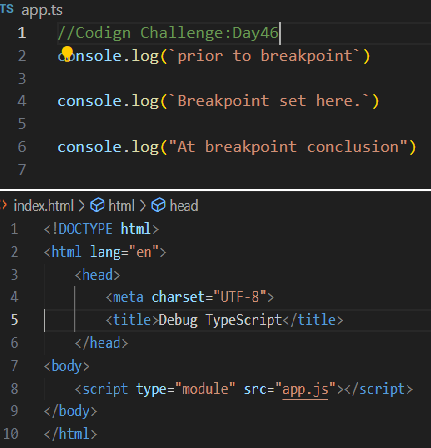 TS app.ts
1 //Codign Challenge:Day46
2 console.log(`prior to breakpoint`)
3
4 console.log(`Breakpoint set here.`)
5
6 console.log("At breakpoint conclusion")
7
<> index.html > html > head
1 <!DOCTYPE html>
2 <html lang="en">
3 <head>
4 <meta charset="UTF-8">
5 <title>Debug TypeScript</title>
6 </head>
7 <body>
8 <script type="module" src="app.js"></script>
9 </body>
10 </html>